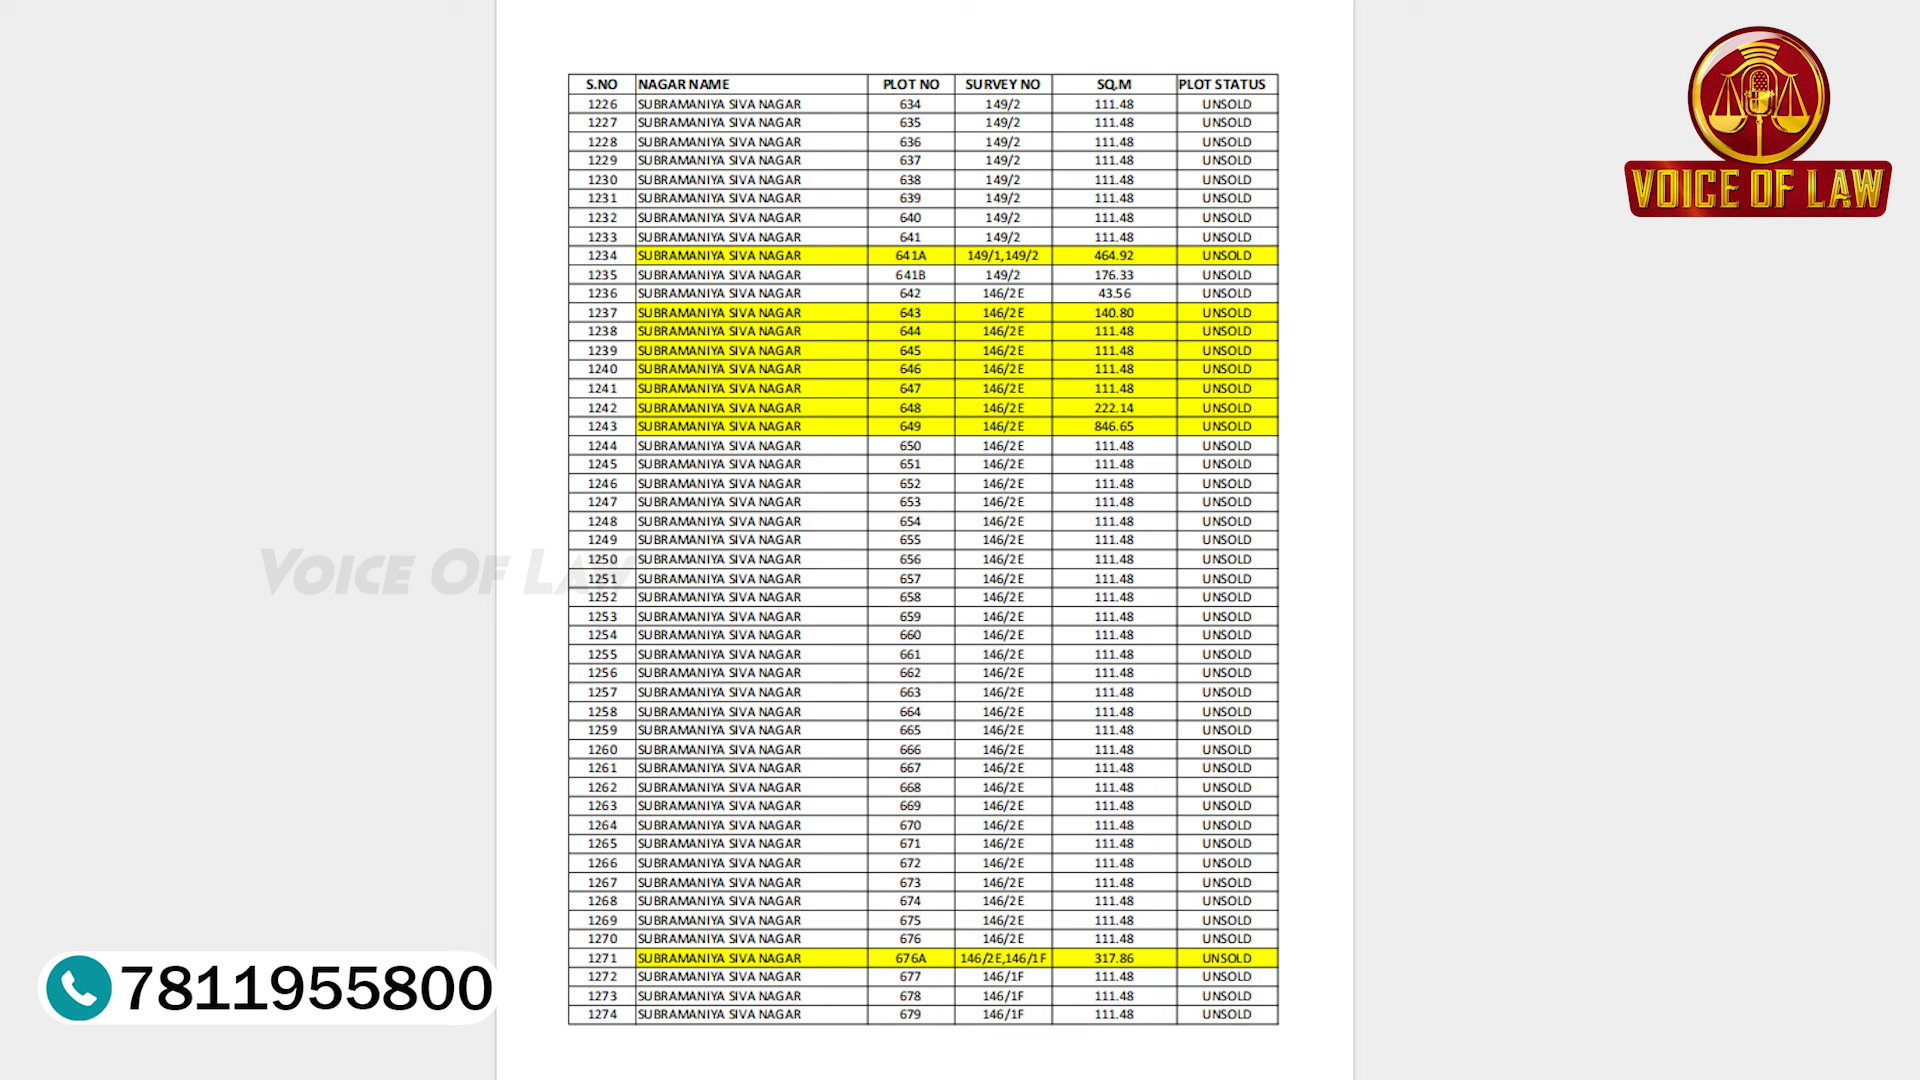 S.NO NAGAR NAME PLOT NO SURVEY NO SQ.M PLOT STATUS
1226 SUBRAMANIYA SIVA NAGAR 634 149/2 111.48 UNSOLD
1227 SUBRAMANIYA SIVA NAGAR 635 149/2 111.48 UNSOLD
1228 SUBRAMANIYA SIVA NAGAR 636 149/2 111.48 UNSOLD
1229 SUBRAMANIYA SIVA NAGAR 637 149/2 111.48 UNSOLD
1230 SUBRAMANIYA SIVA NAGAR 638 149/2 111.48 UNSOLD
1231 SUBRAMANIYA SIVA NAGAR 639 149/2 111.48 UNSOLD
1232 SUBRAMANIYA SIVA NAGAR 640 149/2 111.48 UNSOLD
1233 SUBRAMANIYA SIVA NAGAR 641 149/2 111.48 UNSOLD
1234 SUBRAMANIYA SIVA NAGAR 641A 149/1,149/2 464.92 UNSOLD
1235 SUBRAMANIYA SIVA NAGAR 641B 149/2 176.33 UNSOLD
1236 SUBRAMANIYA SIVA NAGAR 642 146/2E 43.56 UNSOLD
1237 SUBRAMANIYA SIVA NAGAR 643 146/2E 140.80 UNSOLD
1238 SUBRAMANIYA SIVA NAGAR 644 146/2E 111.48 UNSOLD
1239 SUBRAMANIYA SIVA NAGAR 645 146/2E 111.48 UNSOLD
1240 SUBRAMANIYA SIVA NAGAR 646 146/2E 111.48 UNSOLD
1241 SUBRAMANIYA SIVA NAGAR 647 146/2E 111.48 UNSOLD
1242 SUBRAMANIYA SIVA NAGAR 648 146/2E 222.14 UNSOLD
1243 SUBRAMANIYA SIVA NAGAR 649 146/2E 846.65 UNSOLD
1244 SUBRAMANIYA SIVA NAGAR 650 146/2E 111.48 UNSOLD
1245 SUBRAMANIYA SIVA NAGAR 651 146/2E 111.48 UNSOLD
1246 SUBRAMANIYA SIVA NAGAR 652 146/2E 111.48 UNSOLD
1247 SUBRAMANIYA SIVA NAGAR 653 146/2E 111.48 UNSOLD
1248 SUBRAMANIYA SIVA NAGAR 654 146/2E 111.48 UNSOLD
1249 SUBRAMANIYA SIVA NAGAR 655 146/2E 111.48 UNSOLD
1250 SUBRAMANIYA SIVA NAGAR 656 146/2E 111.48 UNSOLD
1251 SUBRAMANIYA SIVA NAGAR 657 146/2E 111.48 UNSOLD
1252 SUBRAMANIYA SIVA NAGAR 658 146/2E 111.48 UNSOLD
1253 SUBRAMANIYA SIVA NAGAR 659 146/2E 111.48 UNSOLD
1254 SUBRAMANIYA SIVA NAGAR 660 146/2E 111.48 UNSOLD
1255 SUBRAMANIYA SIVA NAGAR 661 146/2E 111.48 UNSOLD
1256 SUBRAMANIYA SIVA NAGAR 662 146/2E 111.48 UNSOLD
1257 SUBRAMANIYA SIVA NAGAR 663 146/2E 111.48 UNSOLD
1258 SUBRAMANIYA SIVA NAGAR 664 146/2E 111.48 UNSOLD
1259 SUBRAMANIYA SIVA NAGAR 665 146/2E 111.48 UNSOLD
1260 SUBRAMANIYA SIVA NAGAR 666 146/2E 111.48 UNSOLD
1261 SUBRAMANIYA SIVA NAGAR 667 146/2E 111.48 UNSOLD
1262 SUBRAMANIYA SIVA NAGAR 668 146/2E 111.48 UNSOLD
1263 SUBRAMANIYA SIVA NAGAR 669 146/2E 111.48 UNSOLD
1264 SUBRAMANIYA SIVA NAGAR 670 146/2E 111.48 UNSOLD
1265 SUBRAMANIYA SIVA NAGAR 671 146/2E 111.48 UNSOLD
1266 SUBRAMANIYA SIVA NAGAR 672 146/2E 111.48 UNSOLD
1267 SUBRAMANIYA SIVA NAGAR 673 146/2E 111.48 UNSOLD
1268 SUBRAMANIYA SIVA NAGAR 674 146/2E 111.48 UNSOLD
1269 SUBRAMANIYA SIVA NAGAR 675 146/2E 111.48 UNSOLD
1270 SUBRAMANIYA SIVA NAGAR 676 146/2E 111.48 UNSOLD
1271 SUBRAMANIYA SIVA NAGAR 676A 146/2E,146/1F 317.86 UNSOLD
1272 SUBRAMANIYA SIVA NAGAR 677 146/1F 111.48 UNSOLD
1273 SUBRAMANIYA SIVA NAGAR 678 146/1F 111.48 UNSOLD
1274 SUBRAMANIYA SIVA NAGAR 679 146/1F 111.48 UNSOLD
VOICE OF LAW
VOICE OF LAW
7811955800